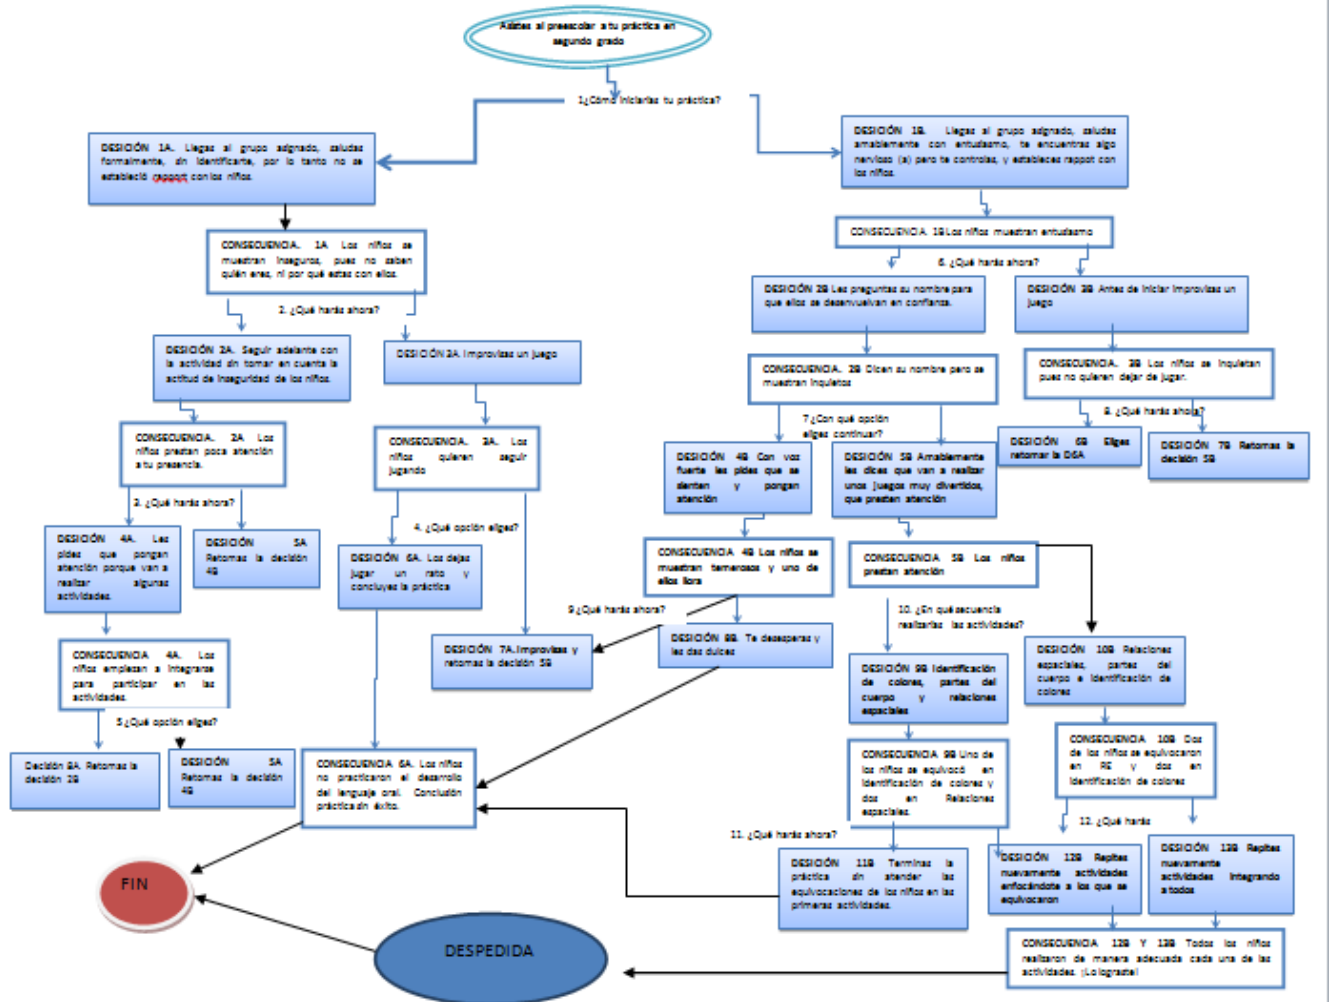 Asistes al preescolar a tu práctica en
segundo grado
1¿Cómo iniciarías tu práctica?
DESICIÓN 1A. Llegas al grupo asignado, saludas
formalmente, sin identificarte, por lo tanto no se
estableció rapport con los niños.
DESICIÓN 1B. Llegas al grupo asignado, saludas
amablemente con entusiasmo, te encuentras algo
nervioso (a) pero te controlas, y estableces rappot con
los niños.
CONSECUENCIA. 1A Los niños se
muestran inseguros, pues no saben
quién eres, ni por qué estas con ellos.
CONSECUENCIA. 1B Los niños muestran entusiasmo
2. ¿Qué harás ahora?
6. ¿Qué harás ahora?
DESICIÓN 2A. Seguir adelante con
la actividad sin tomar en cuenta la
actitud de inseguridad de los niños.
DESICIÓN 3A. Improvisas un juego
DESICIÓN 2B Les preguntas su nombre para
que ellos se desenvuelvan en confianza.
DESICIÓN 3B Antes de iniciar improvisas un
juego
CONSECUENCIA. 2B Dicen su nombre pero se
muestran inquietos
CONSECUENCIA. 3B Los niños se inquietan
pues no quieren dejar de jugar.
CONSECUENCIA. 2A Los
niños prestan poca atención
a tu presencia.
CONSECUENCIA. 3A. Los
niños quieren seguir
jugando
7¿Con qué opción
eliges continuar?
8. ¿Qué harás ahora?
DESICIÓN 4B Con voz
fuerte les pides que se
sienten y pongan
atención
DESICIÓN 5B Amablemente
les dices que van a realizar
unos juegos muy divertidos,
que presten atención
DESICIÓN 6B Eliges
retomar la D6A
DESICIÓN 7B Retomas la
decisión 5B
3. ¿Qué harás ahora?
4. ¿Qué opción eliges?
DESICIÓN 4A. Les
pides que pongan
atención porque van a
realizar algunas
actividades.
DESICIÓN 5A
Retomas la decisión
4B
DESICIÓN 6A. Los dejas
jugar un rato y
concluyes la práctica
CONSECUENCIA 4B Los niños se
muestran temerosos y uno de
ellos llora
CONSECUENCIA 5B Los niños
prestan atención
9¿Qué harás ahora?
10. ¿En qué secuencia
realizarías las actividades?
CONSECUENCIA 4A. Los
niños empiezan a integrarse
para participar en las
actividades.
DESICIÓN 7A.Improvisas y
retomas la decisión 5B
DESICIÓN 8B. Te desesperas y
les das dulces
DESICIÓN 9B Identificación
de colores, partes del
cuerpo y relaciones
espaciales
DESICIÓN 10B Relaciones
espaciales, partes del
cuerpo e identificación de
colores
5¿Qué opción eliges?
Decisión 8A. Retomas la
decisión 2B
DESICIÓN 5A
Retomas la decisión
4B
CONSECUENCIA 6A. Los niños
no practicaron el desarrollo
del lenguaje oral. Conclusión
práctica sin éxito.
CONSECUENCIA 9B Uno de
los niños se equivocó en
identificación de colores y
dos en Relaciones
espaciales.
CONSECUENCIA 10B Dos
de los niños se equivocaron
en RE y dos en
identificación de colores
11. ¿Qué harás ahora?
12. ¿Qué harás
DESICIÓN 11B Terminas la
práctica sin atender las
equivocaciones de los niños en las
primeras actividades.
DESICIÓN 12B Repites
nuevamente actividades
enfocándote a los que se
equivocaron
DESICIÓN 13B Repites
nuevamente
actividades integrando
a todos
FIN
DESPEDIDA
CONSECUENCIA 12B Y 13B Todos los niños
realizaron de manera adecuada cada una de las
actividades. ¡Lo lograste!